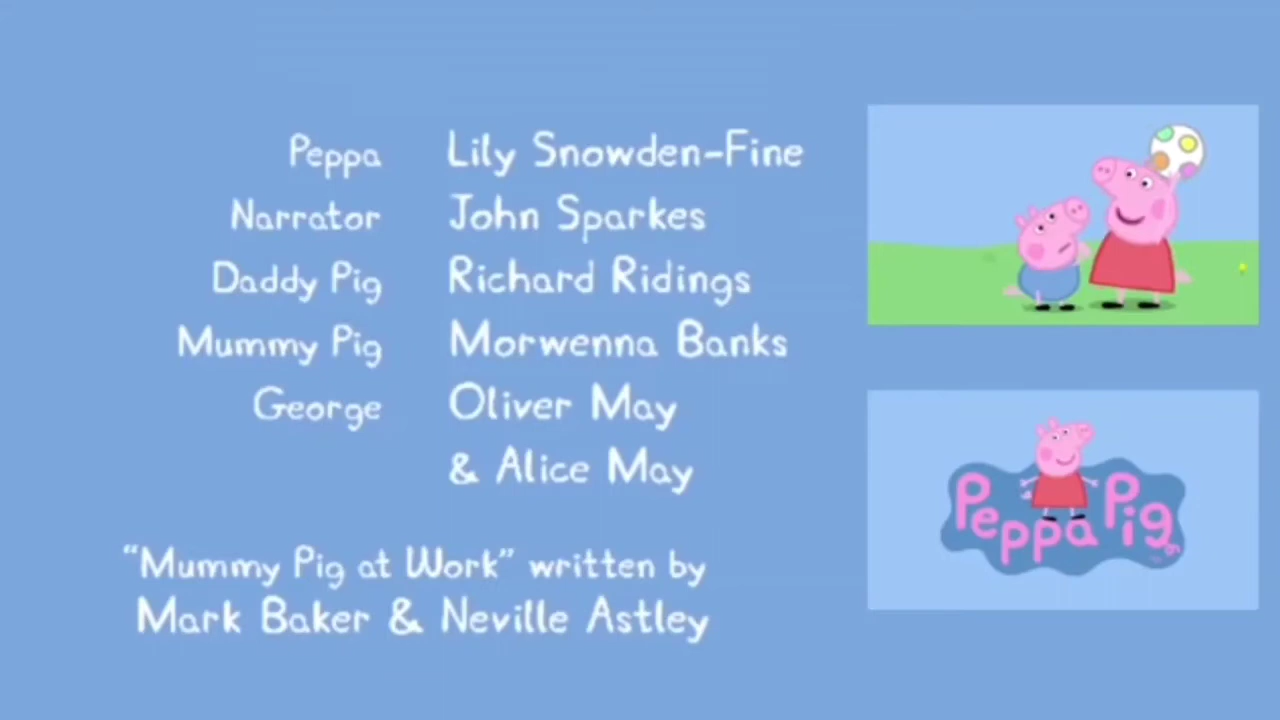 Peppa Lily Snowden-Fine
Narrator John Sparkes
Daddy Pig Richard Ridings
Mummy Pig Morwenna Banks
George Oliver May
& Alice May
“Mummy Pig at Work” written by
Mark Baker & Neville Astley
Peppa Pig